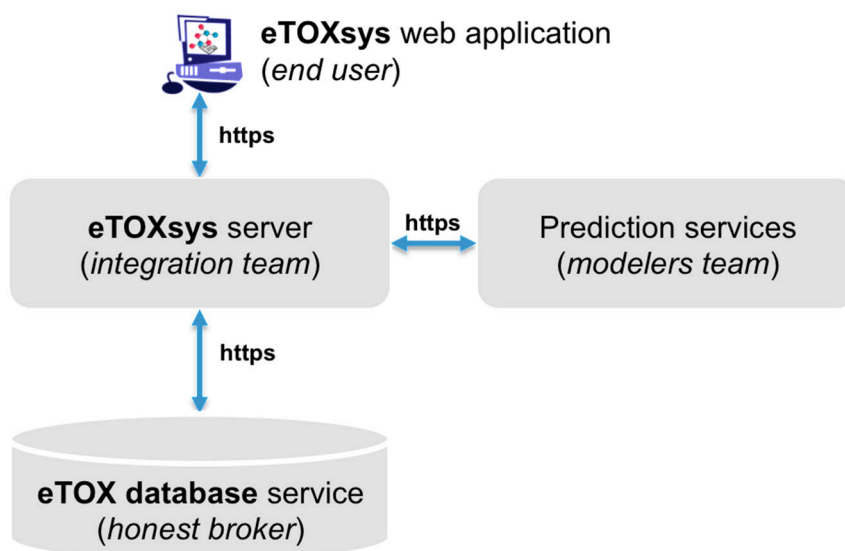 eTOXsys web application
(end user)
https
eTOXsys server
(integration team)
https
Prediction services
(modelers team)
https
eTOX database service
(honest broker)